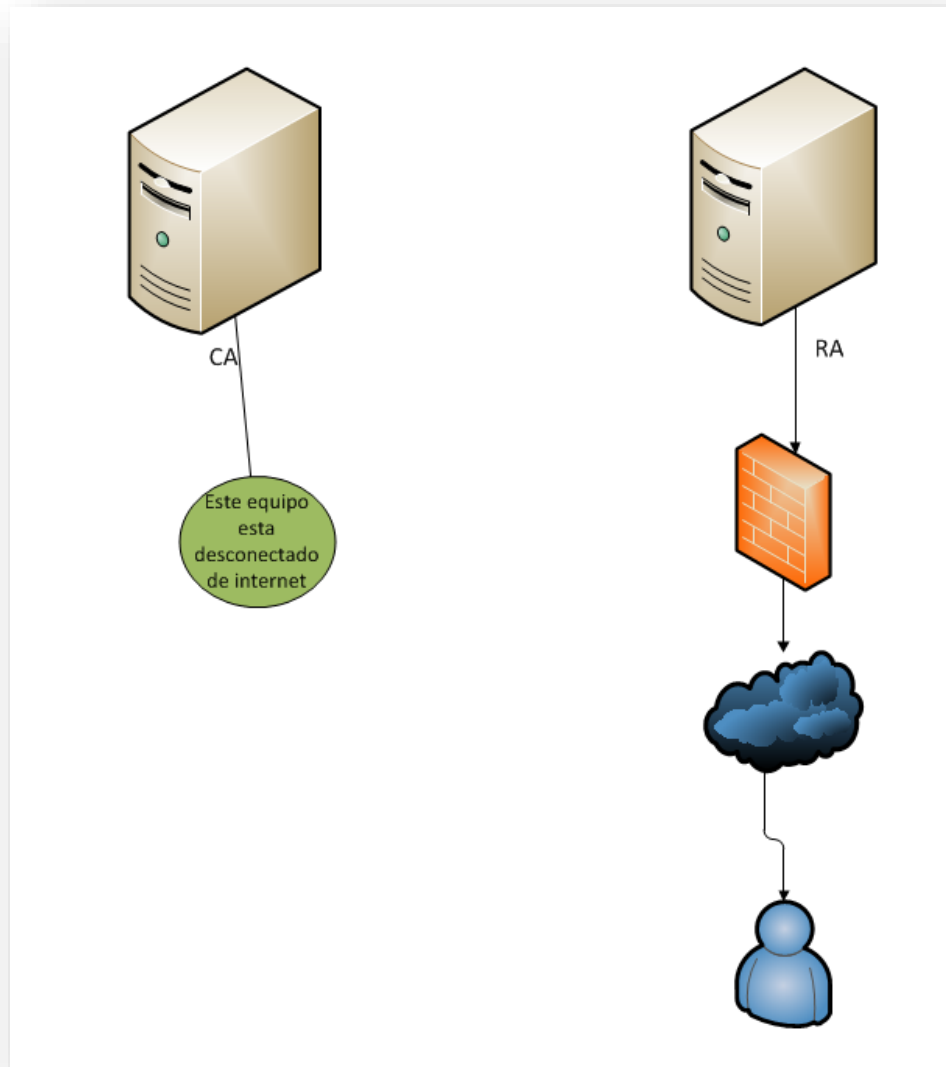 CA
RA
Este equipo
esta
desconectado
de internet